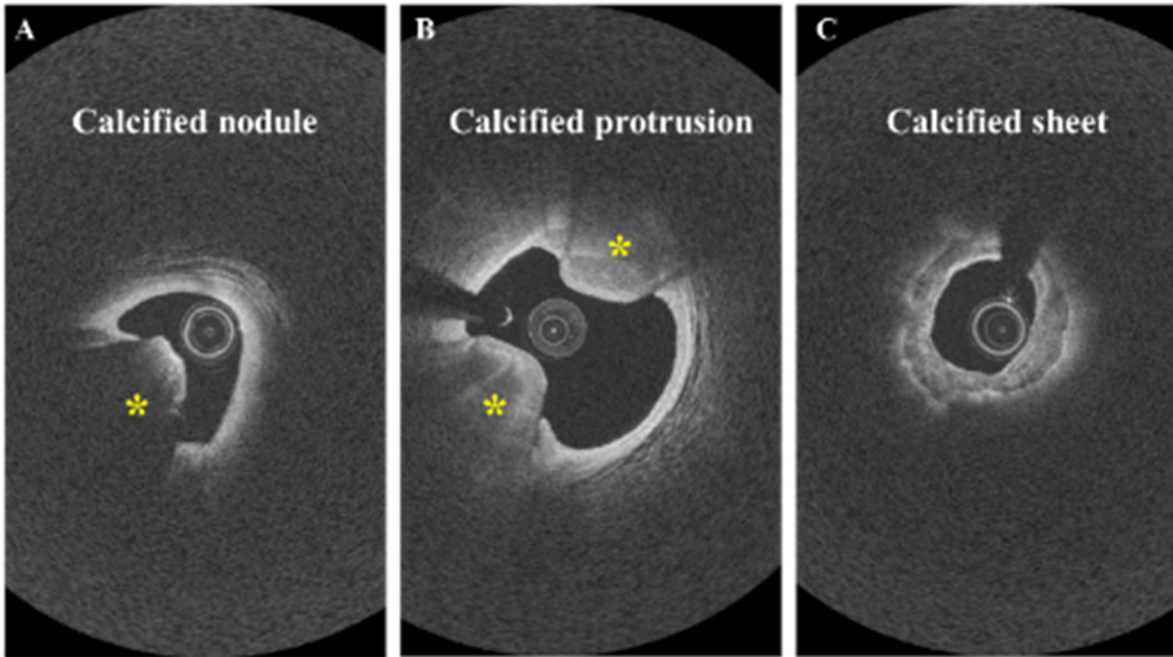 A
Calcified nodule
*
B
Calcified protrusion
*
*
C
Calcified sheet